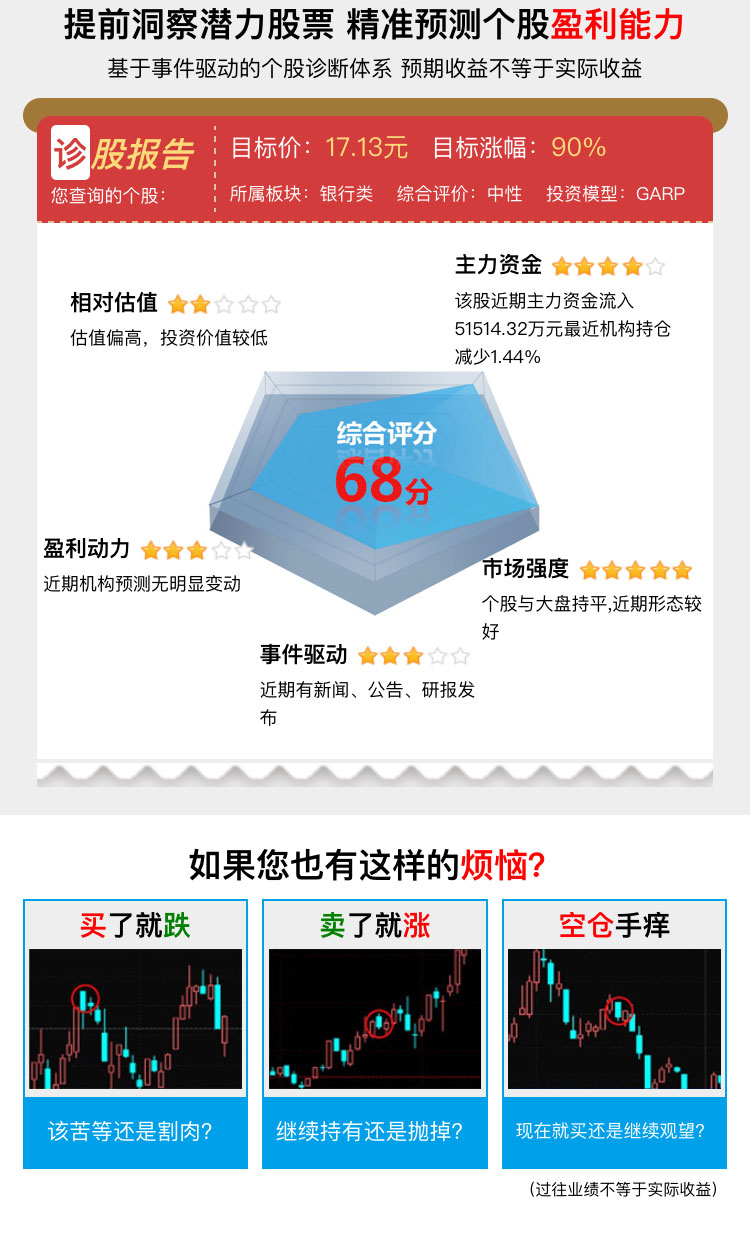 提前洞察潜力股票 精准预测个股盈利能力
基于事件驱动的个股诊断体系 预期收益不等于实际收益
诊股报告
您查询的个股：
目标价：17.13元 目标涨幅：90%
所属板块：银行类 综合评价：中性 投资模型：GARP
主力资金
该股近期主力资金流入
51514.32万元最近机构持仓
减少1.44%
相对估值
估值偏高，投资价值较低
综合评分
68分
盈利动力
近期机构预测无明显变动
市场强度
个股与大盘持平,近期形态较
好
事件驱动
近期有新闻、公告、研报发
布
如果您也有这样的烦恼?
买了就跌
该苦等还是割肉?
卖了就涨
继续持有还是抛掉?
空仓手痒
现在就买还是继续观望?
(过往业绩不等于实际收益)